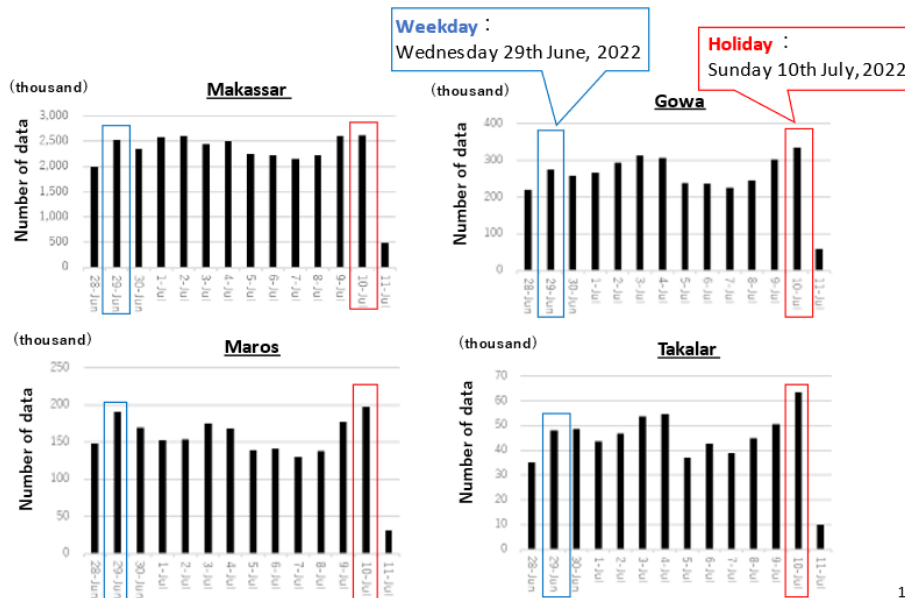 Weekday：
Wednesday 29th June, 2022
Holiday ：
Sunday 10th July, 2022
(thousand)
Makassar
Number of data
3,000
2,500
2,000
1,500
1,000
500
0
28-Jun
29-Jun
30-Jun
1-Jul
2-Jul
3-Jul
4-Jul
5-Jul
6-Jul
7-Jul
8-Jul
9-Jul
10-Jul
11-Jul
(thousand)
Gowa
Number of data
400
300
200
100
0
28-Jun
29-Jun
30-Jun
1-Jul
2-Jul
3-Jul
4-Jul
5-Jul
6-Jul
7-Jul
8-Jul
9-Jul
10-Jul
11-Jul
(thousand)
Maros
Number of data
250
200
150
100
50
0
28-Jun
29-Jun
30-Jun
1-Jul
2-Jul
3-Jul
4-Jul
5-Jul
6-Jul
7-Jul
8-Jul
9-Jul
10-Jul
11-Jul
(thousand)
Takalar
Number of data
70
60
50
40
30
20
10
0
28-Jun
29-Jun
30-Jun
1-Jul
2-Jul
3-Jul
4-Jul
5-Jul
6-Jul
7-Jul
8-Jul
9-Jul
10-Jul
11-Jul
1